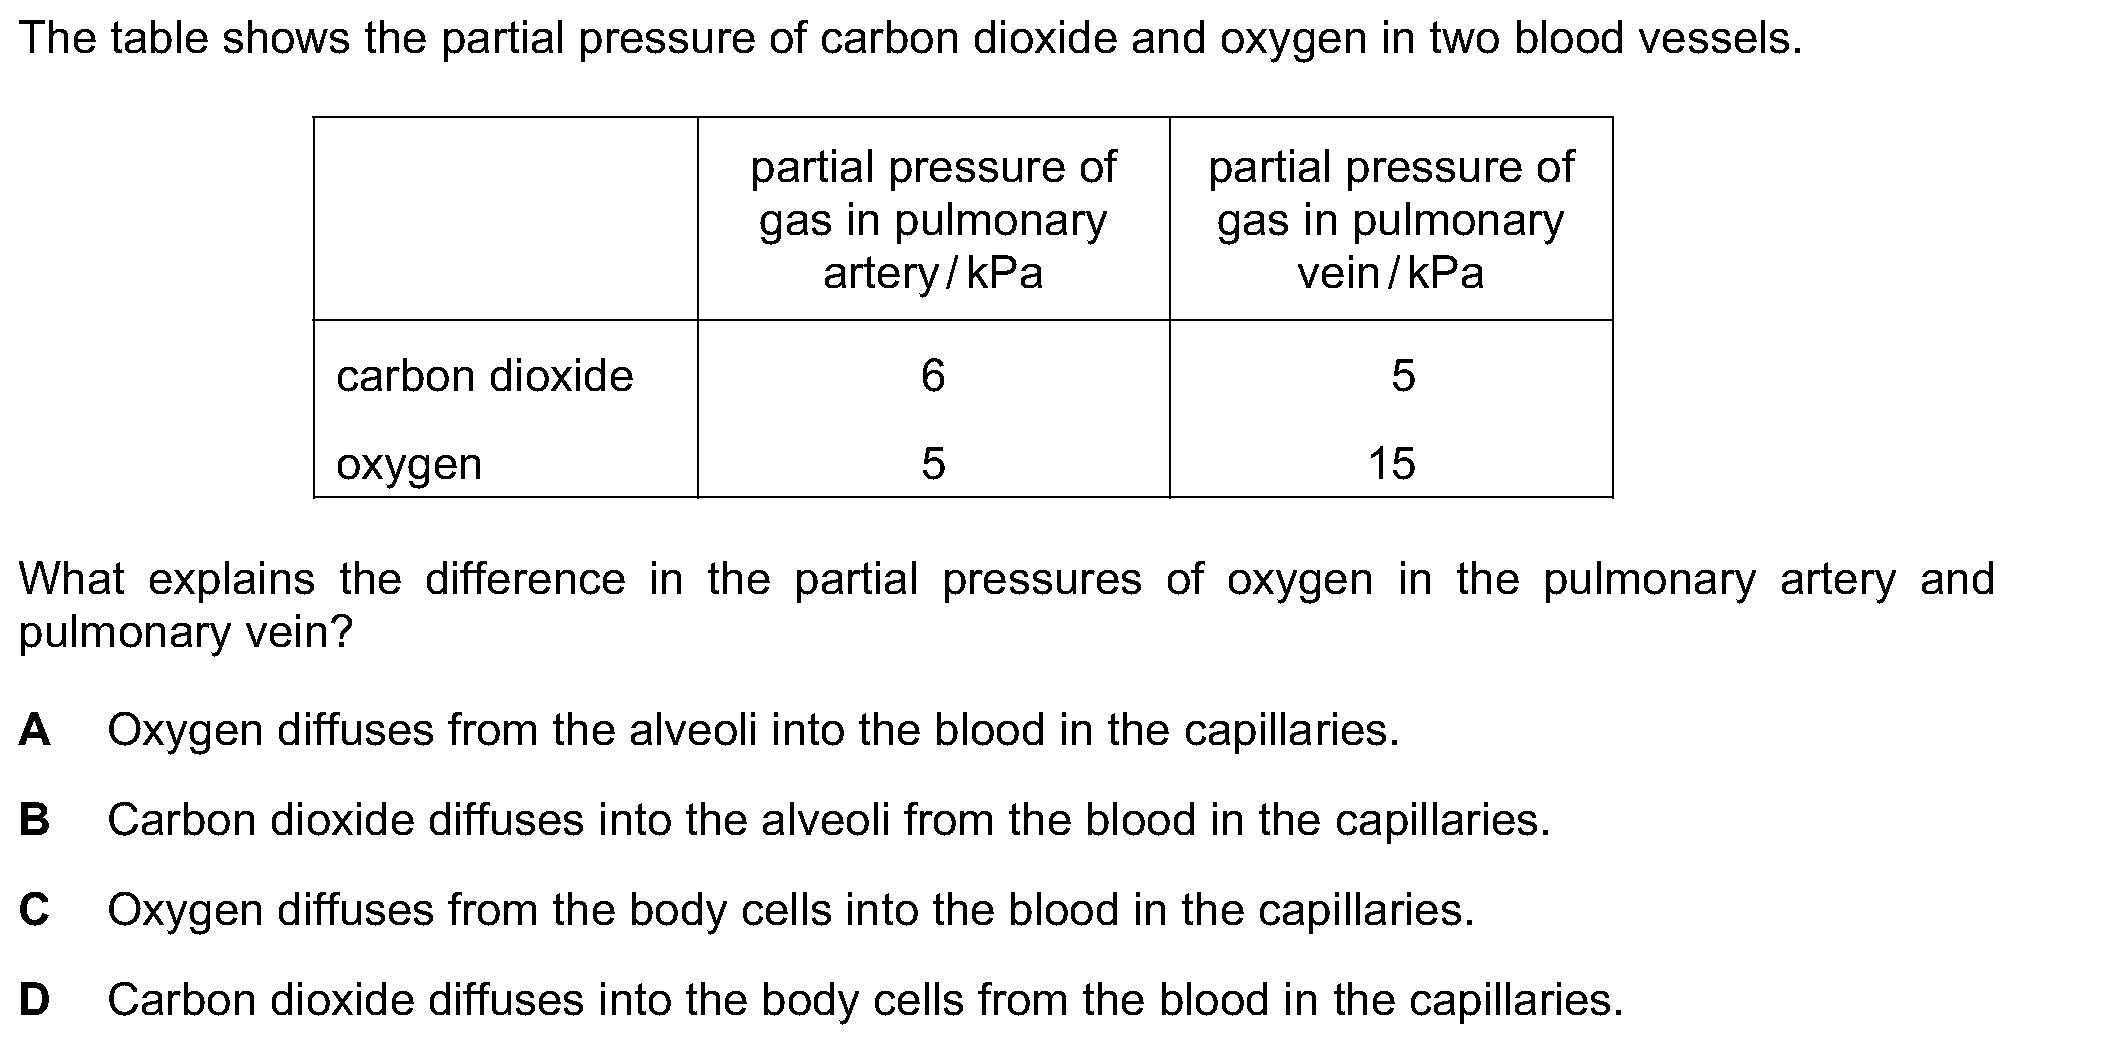 The table shows the partial pressure of carbon dioxide and oxygen in two blood vessels.
partial pressure of gas in pulmonary artery / kPa
partial pressure of gas in pulmonary vein / kPa
carbon dioxide 6 5
oxygen 5 15
What explains the difference in the partial pressures of oxygen in the pulmonary artery and
pulmonary vein?
A Oxygen diffuses from the alveoli into the blood in the capillaries.
B Carbon dioxide diffuses into the alveoli from the blood in the capillaries.
C Oxygen diffuses from the body cells into the blood in the capillaries.
D Carbon dioxide diffuses into the body cells from the blood in the capillaries.